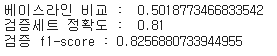 베이스라인 비교 :  0.5018773466833542
검증세트 정확도 :   0.81
검증 f1-score : 0.8256880733944955